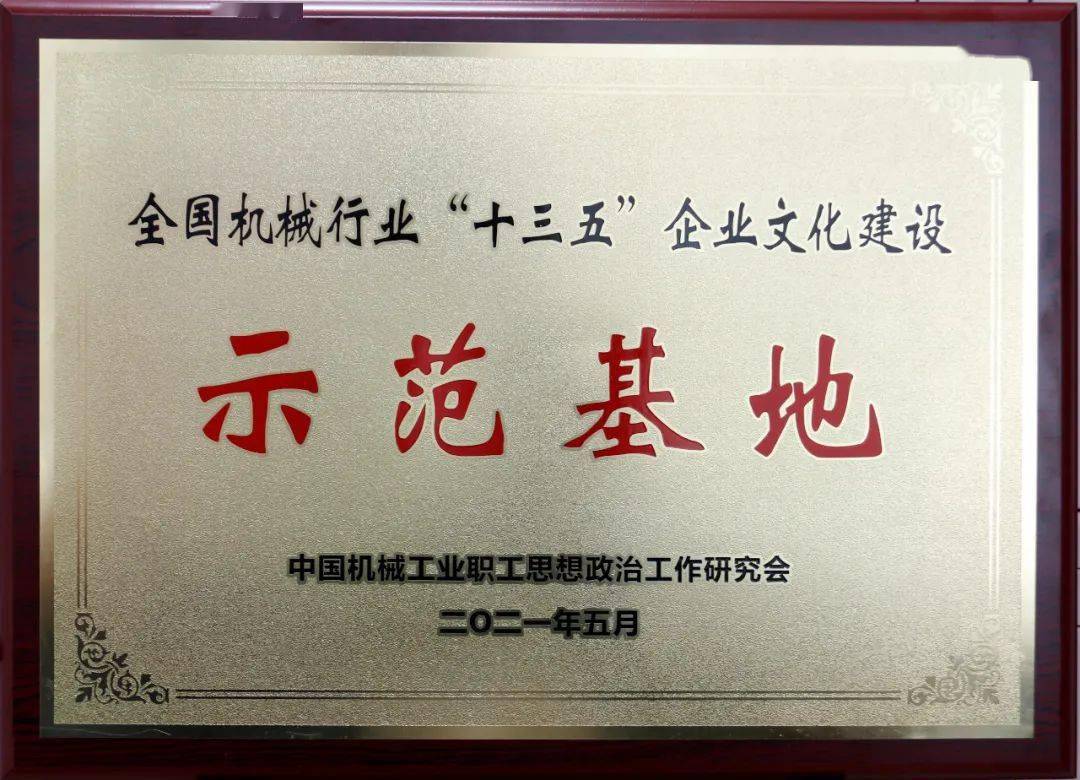 全国机械行业“十三五”企业文化建设
示范基地
中国机械工业职工思想政治工作研究会
二O二一年五月